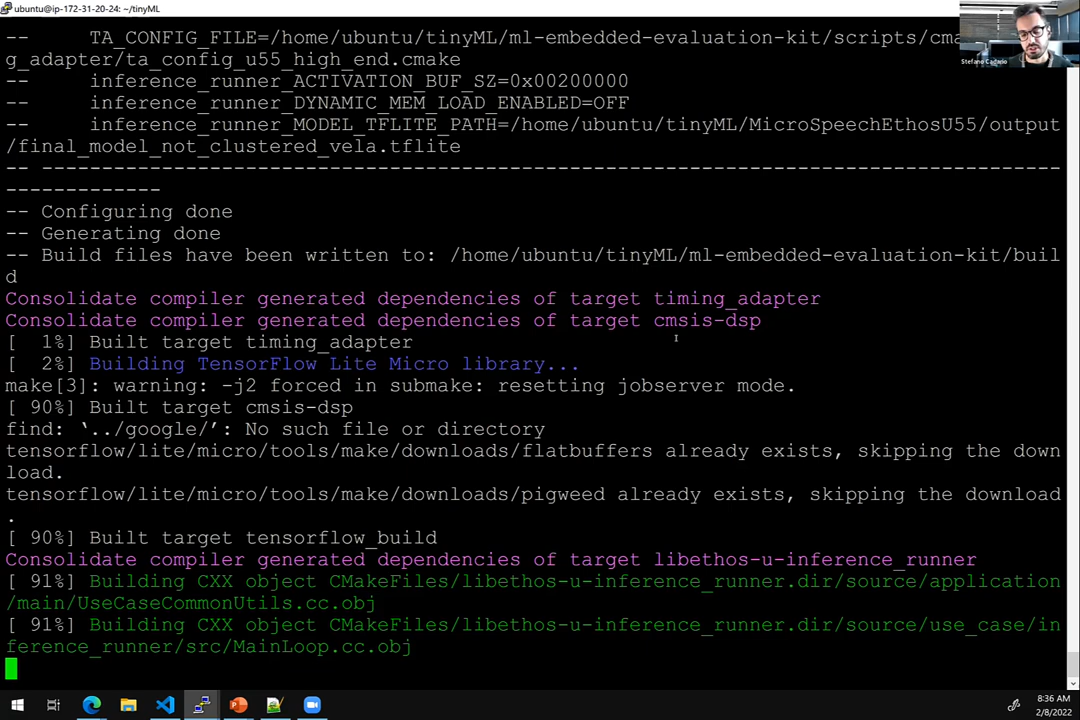 ubuntu@ip-172-31-20-24: ~/tinyML
--     TA_CONFIG_FILE=/home/ubuntu/tinyML/ml-embedded-evaluation-kit/scripts/cma
g_adapter/ta_config_u55_high_end.cmake
--     inference_runner_ACTIVATION_BUF_SZ=0x00200000
--     inference_runner_DYNAMIC_MEM_LOAD_ENABLED=OFF
--     inference_runner_MODEL_TFLITE_PATH=/home/ubuntu/tinyML/MicroSpeechEthosU55/output
/final_model_not_clustered_vela.tflite
-- -------------------------------------------------------------------------------------
-------------
-- Configuring done
-- Generating done
-- Build files have been written to: /home/ubuntu/tinyML/ml-embedded-evaluation-kit/buil
d
Consolidate compiler generated dependencies of target timing_adapter
Consolidate compiler generated dependencies of target cmsis-dsp
[  1%] Built target timing_adapter
[  2%] Building TensorFlow Lite Micro library...
make[3]: warning: -j2 forced in submake: resetting jobserver mode.
[ 90%] Built target cmsis-dsp
find: ‘../google/’: No such file or directory
tensorflow/lite/micro/tools/make/downloads/flatbuffers already exists, skipping the down
load.
tensorflow/lite/micro/tools/make/downloads/pigweed already exists, skipping the download
.
[ 90%] Built target tensorflow_build
Consolidate compiler generated dependencies of target libethos-u-inference_runner
[ 91%] Building CXX object CMakeFiles/libethos-u-inference_runner.dir/source/application
/main/UseCaseCommonUtils.cc.obj
[ 91%] Building CXX object CMakeFiles/libethos-u-inference_runner.dir/source/use_case/in
ference_runner/src/MainLoop.cc.obj
Stefano Cadario
8:36 AM
2/8/2022